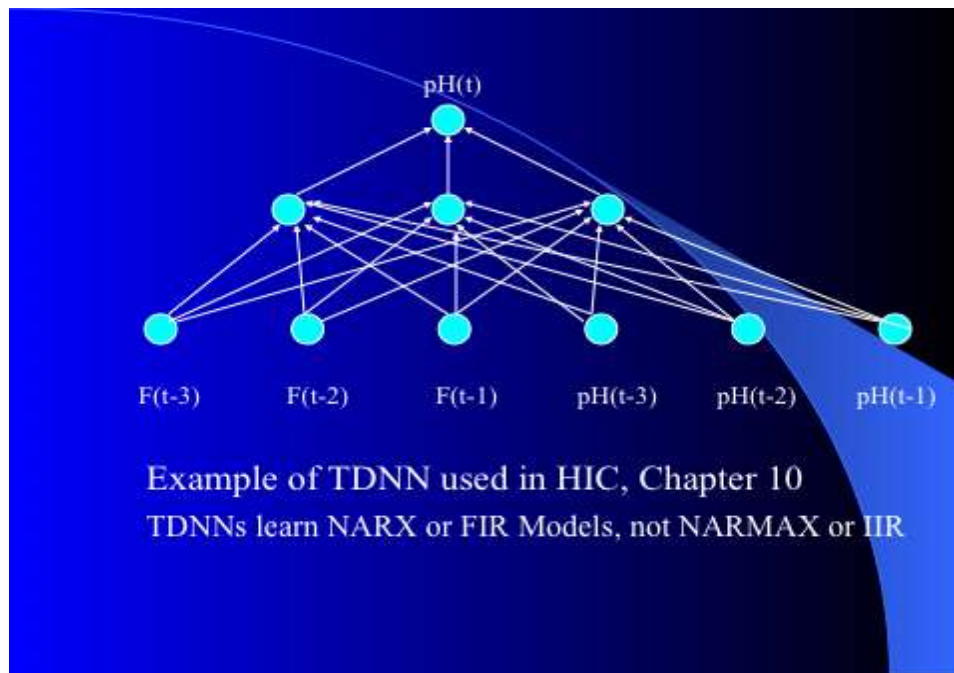 pH(t)
F(t-3) F(t-2) F(t-1) pH(t-3) pH(t-2) pH(t-1)
Example of TDNN used in HIC, Chapter 10
TDNNs learn NARX or FIR Models, not NARMAX or IIR